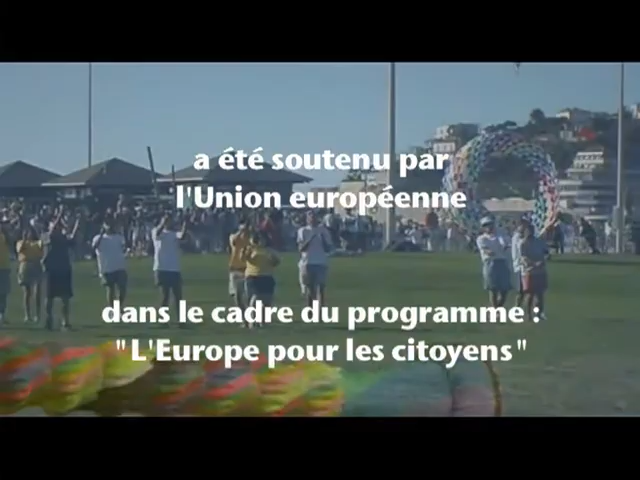 a été soutenu par
l'Union européenne
dans le cadre du programme :
"L'Europe pour les citoyens"